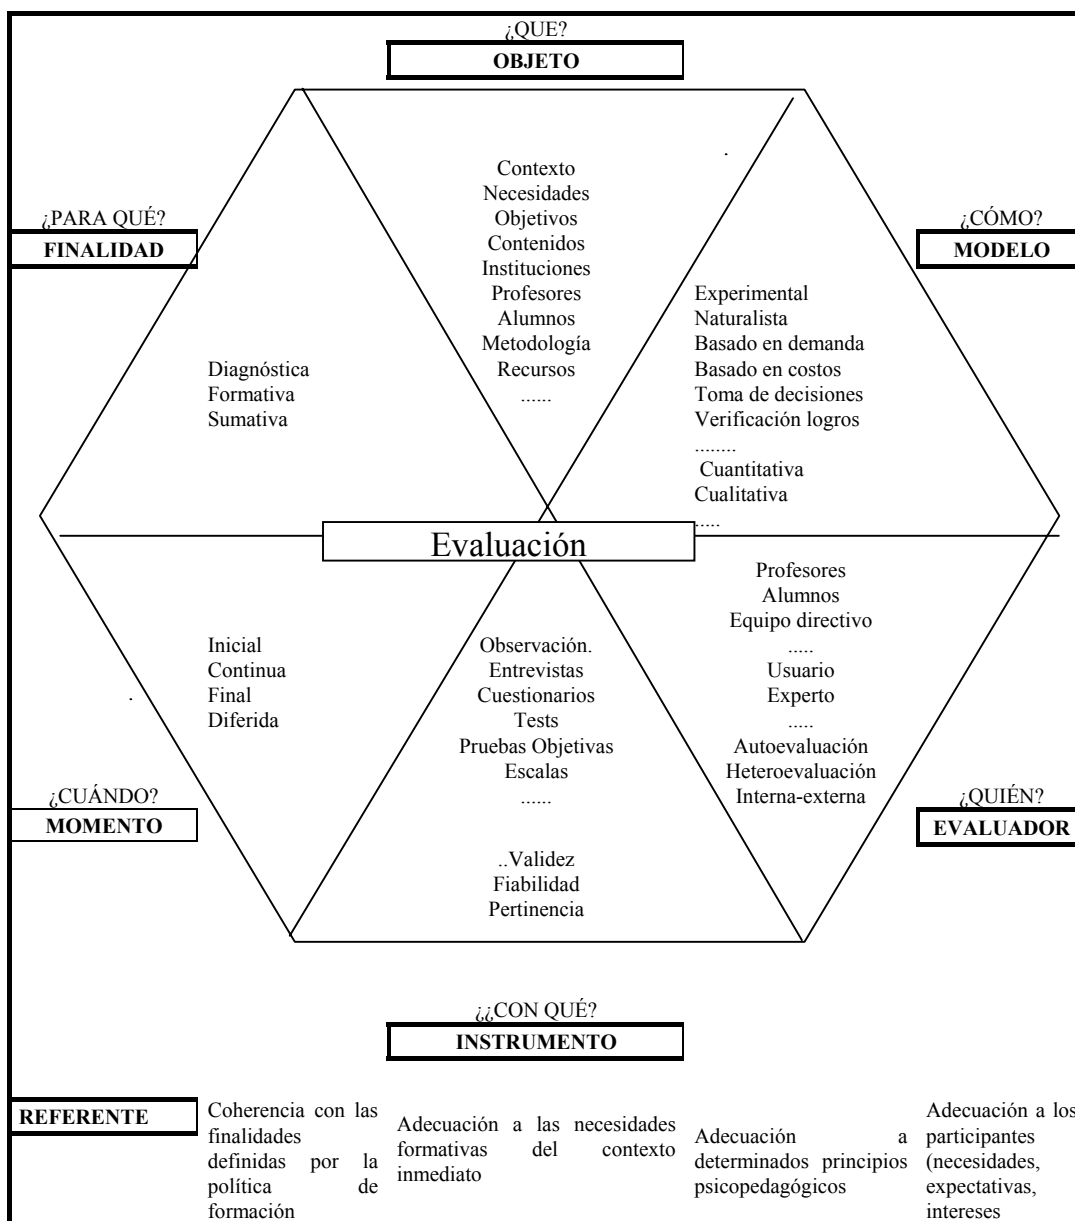 ¿QUE?
OBJETO
¿PARA QUÉ?
FINALIDAD
¿CÓMO?
MODELO
Contexto
Necesidades
Objetivos
Contenidos
Instituciones
Profesores
Alumnos
Metodología
Recursos
......
Experimental
Naturalista
Basado en demanda
Basado en costos
Toma de decisiones
Verificación logros
........
Cuantitativa
Cualitativa
.....
Diagnóstica
Formativa
Sumativa
Evaluación
Inicial
Continua
Final
Diferida
Observación.
Entrevistas
Cuestionarios
Tests
Pruebas Objetivas
Escalas
......
..Validez
Fiabilidad
Pertinencia
Profesores
Alumnos
Equipo directivo
.....
Usuario
Experto
.....
Autoevaluación
Heteroevaluación
Interna-externa
¿CUÁNDO?
MOMENTO
¿QUIÉN?
EVALUADOR
¿¿CON QUÉ?
INSTRUMENTO
REFERENTE
Coherencia con las
finalidades
definidas por la
política de
formación
Adecuación a las necesidades
formativas del contexto
inmediato
Adecuación a
determinados principios
psicopedagógicos
Adecuación a los
participantes
(necesidades,
expectativas,
intereses